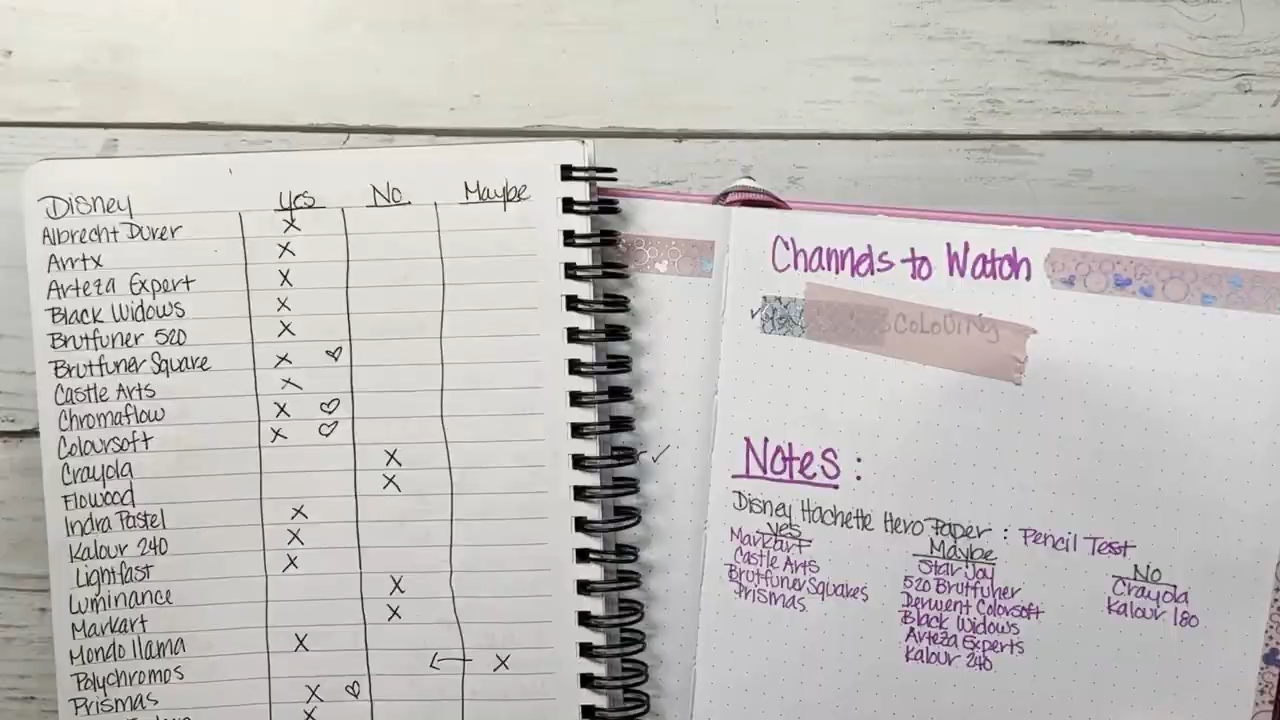 Disney Yes No Maybe
Albrecht Durer X
Arrtx X
Arteza Expert X
Black Widows X
Brutfuner 520 X
Brutfuner Square X ♡
Castle Arts X
Chromaflow X ♡
Coloursoft X ♡
Crayola X
Flowood X
Indra Pastel X
Kalour 240 X
Lightfast X
Luminance X
Markart X
Mondo llama X
Polychromos ← X
Prismas X ♡
X
Channels to Watch
Coloring
Notes:
Disney Hachette Hero Paper: Pencil Test
Yes
Markart
Castle Arts
Brutfuner Squares
Prismas
Maybe
Star Joy
520 Brutfuner
Derwent Colorsoft
Black Widows
Arteza Experts
Kalour 240
No
Crayola
Kalour 180